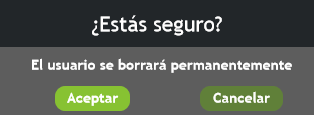 ¿Estás seguro?
El usuario se borrará permanentemente
Aceptar
Cancelar